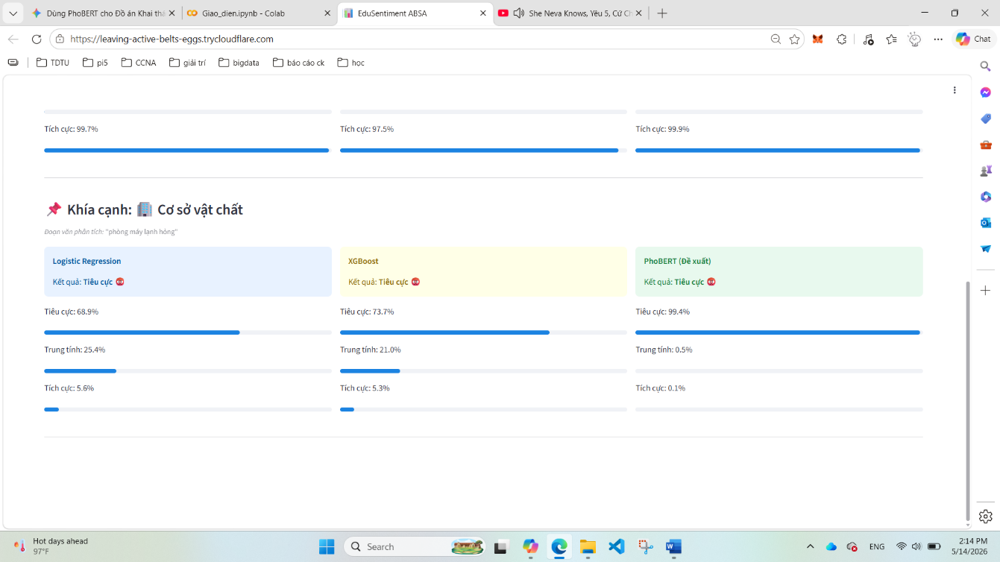 Dùng PhoBERT cho Đồ án Khai thá
Giao_dien.ipynb - Colab
EduSentiment ABSA
She Neva Knows, Yêu 5, Cứ Ch
https://leaving-active-belts-eggs.trycloudflare.com
Chat
TDTU
pi5
CCNA
giải trí
bigdata
báo cáo ck
học
Tích cực: 99.7%
Tích cực: 97.5%
Tích cực: 99.9%
Khía cạnh: Cơ sở vật chất
Đoạn văn phân tích: "phòng máy lạnh hỏng"
Logistic Regression
Kết quả: Tiêu cực
XGBoost
Kết quả: Tiêu cực
PhoBERT (Đề xuất)
Kết quả: Tiêu cực
Tiêu cực: 68.9%
Tiêu cực: 73.7%
Tiêu cực: 99.4%
Trung tính: 25.4%
Trung tính: 21.0%
Trung tính: 0.5%
Tích cực: 5.6%
Tích cực: 5.3%
Tích cực: 0.1%
Hot days ahead
97°F
Search
ENG
2:14 PM
5/14/2026